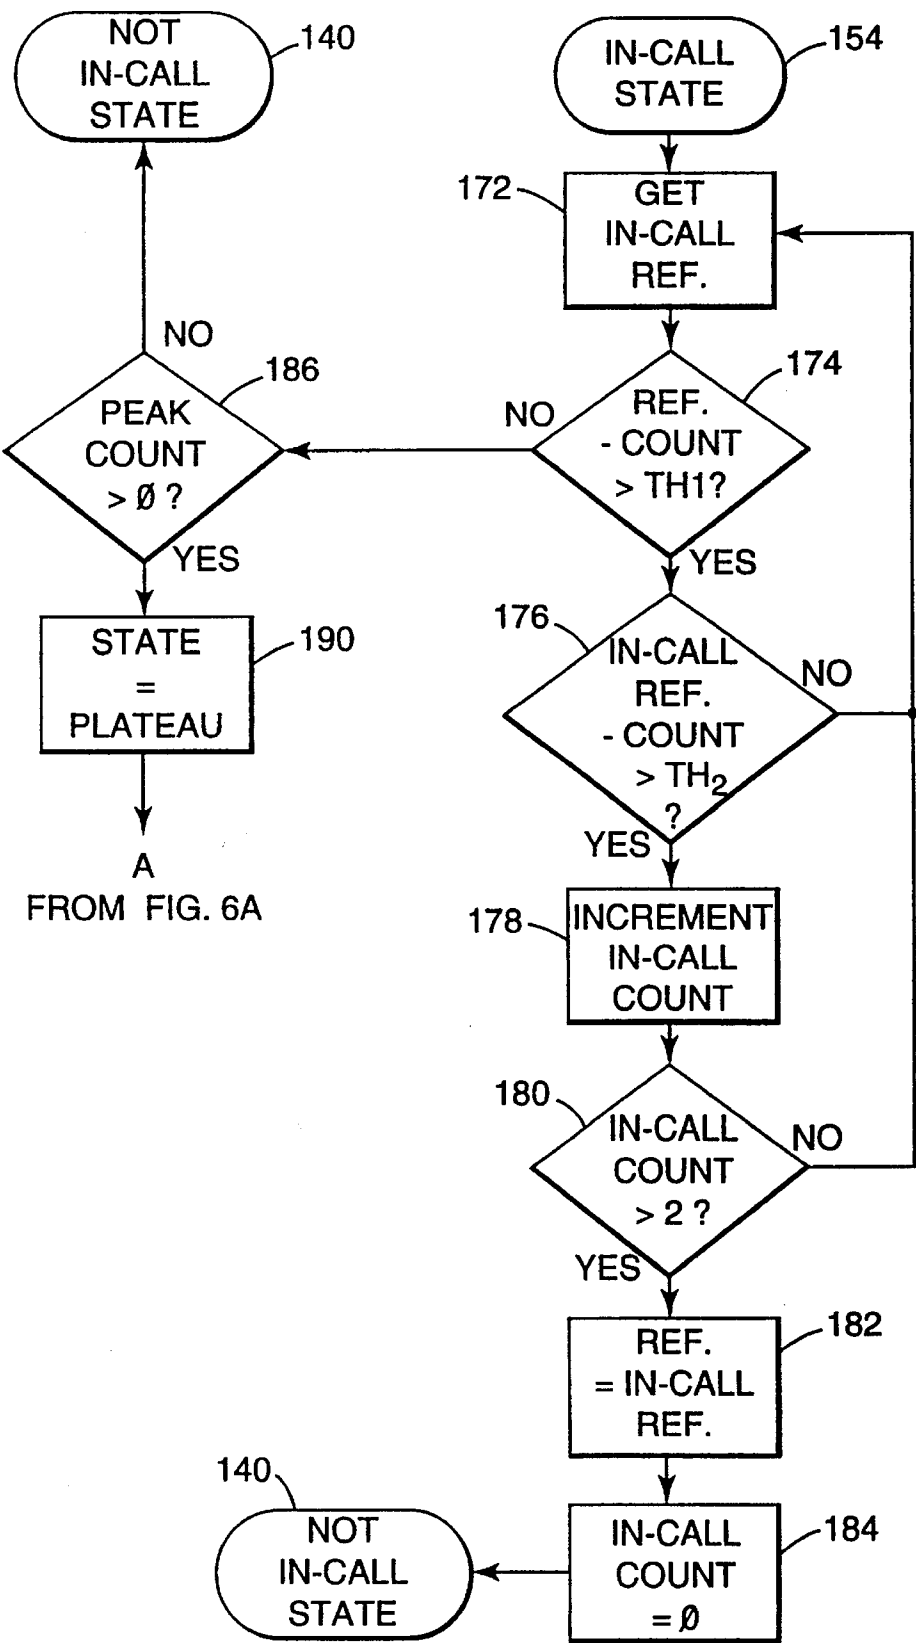 NOT
IN-CALL
STATE
140
IN-CALL
STATE
154
172
GET
IN-CALL
REF.
NO
186
PEAK
COUNT
> Ø ?
YES
NO
174
REF.
- COUNT
> TH1?
YES
STATE
=
PLATEAU
190
A
FROM FIG. 6A
176
IN-CALL
REF.
- COUNT
> TH₂
?
NO
YES
178
INCREMENT
IN-CALL
COUNT
180
IN-CALL
COUNT
> 2 ?
NO
YES
REF.
= IN-CALL
REF.
182
140
NOT
IN-CALL
STATE
IN-CALL
COUNT
= Ø
184